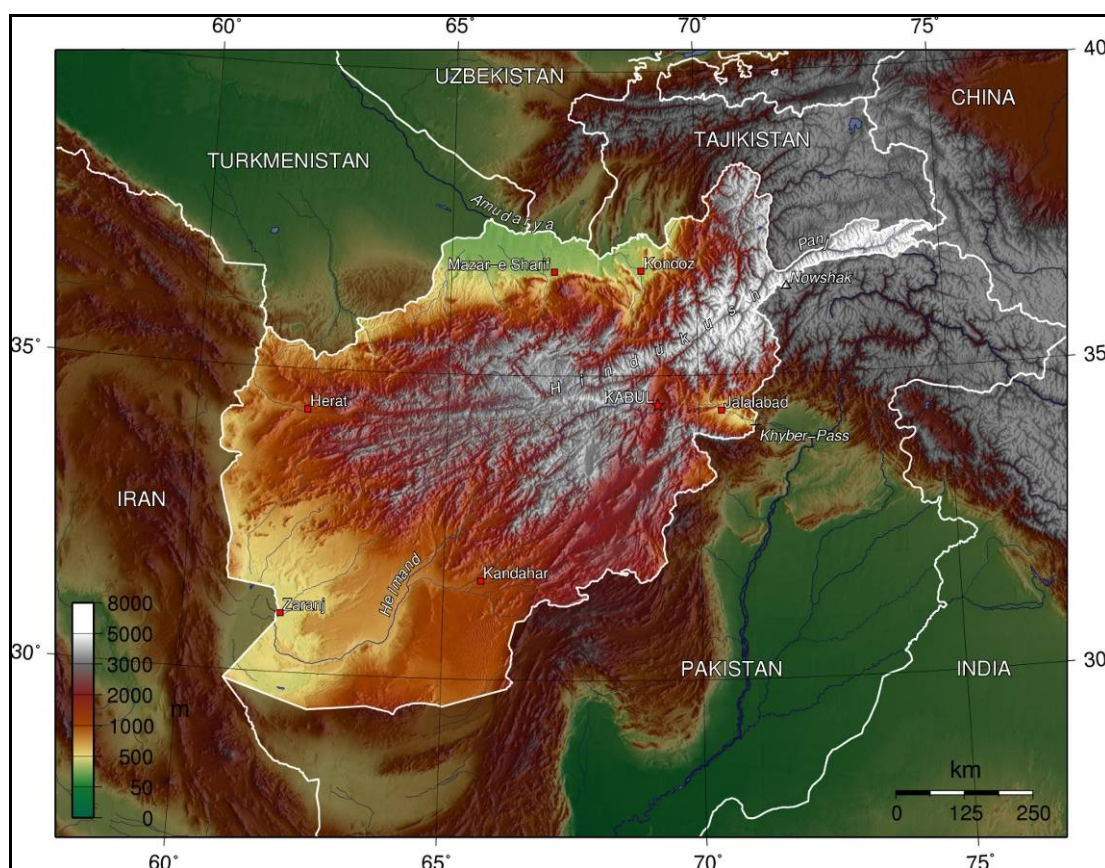 60° 65° 70° 75°
40
UZBEKISTAN
CHINA
TAJIKISTAN
TURKMENISTAN
Amudarya
Panj
Mazar-e Sharif
Kondoz
Nowshak
Hindukush
35°
35
Herat
KABUL
Jalalabad
Khyber-Pass
IRAN
Helmand
Kandahar
Zaranj
8000
5000
3000
2000
1000
500
50
0
m
30°
30
PAKISTAN
INDIA
km
0 125 250
60° 65° 70° 75°